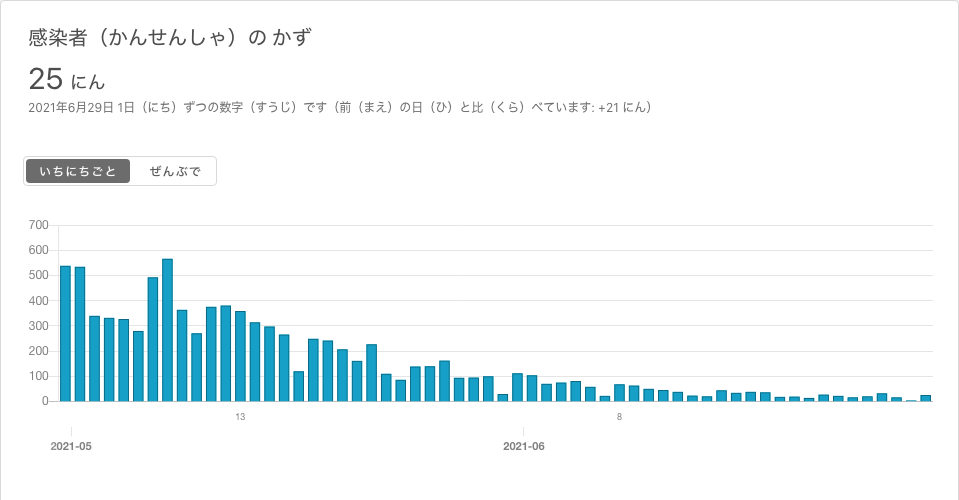 感染者（かんせんしゃ）の かず
25 にん
2021年6月29日 1日（にち）ずつの数字（すうじ）です（前（まえ）の日（ひ）と比（くら）べています: +21 にん）
いちにちごと ぜんぶで
700
600
500
400
300
200
100
0
13 8
2021-05 2021-06